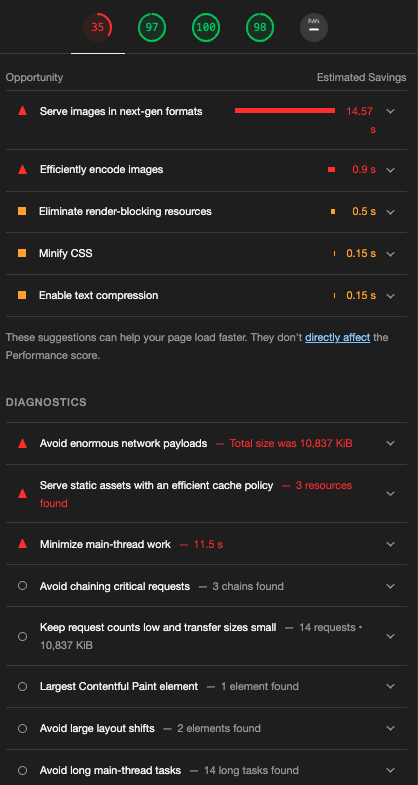 35 97 100 98 PWA
Opportunity Estimated Savings
Serve images in next-gen formats 14.57
s
Efficiently encode images 0.9 s
Eliminate render-blocking resources 0.5 s
Minify CSS 0.15 s
Enable text compression 0.15 s
These suggestions can help your page load faster. They don't directly affect the
Performance score.
DIAGNOSTICS
Avoid enormous network payloads — Total size was 10,837 KiB
Serve static assets with an efficient cache policy — 3 resources
found
Minimize main-thread work — 11.5 s
Avoid chaining critical requests — 3 chains found
Keep request counts low and transfer sizes small — 14 requests •
10,837 KiB
Largest Contentful Paint element — 1 element found
Avoid large layout shifts — 2 elements found
Avoid long main-thread tasks — 14 long tasks found